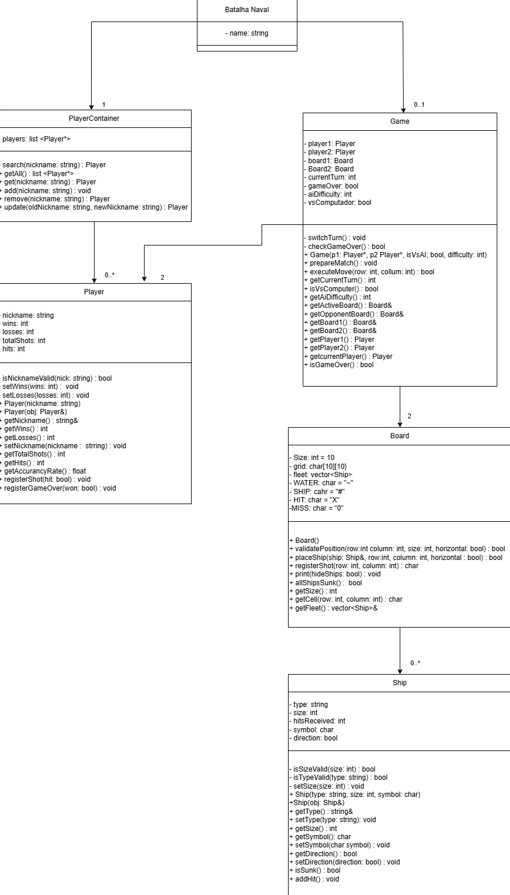 Batalha Naval
- name: string
1
0..1
PlayerContainer
- players: list <Player*>
- search(nickname: string) : Player
+ getAll() : list <Player*>
+ get(nickname: string) : Player
+ add(nickname: string) : void
+ remove(nickname: string) : Player
+ update(oldNickname: string, newNickname: string) : Player
Game
- player1: Player
- player2: Player
- board1: Board
- Board2: Board
- currentTurn: int
- gameOver: bool
- aiDifficulty: int
- vsComputador: bool
- switchTurn() : void
- checkGameOver() : bool
+ Game(p1: Player*, p2 Player*, isVsAI; bool, difficulty: int)
+ prepareMatch() : void
+ executeMove(row: int, collum: int) : bool
+ getCurrentTurn() : int
+ isVsComputer() : bool
+ getAiDifficulty() : int
+ getActiveBoard() : Board&
+ getOpponentBoard() : Board&
+ getBoard1() : Board&
+ getBoard2() : Board&
+ getPlayer1() : Player
+ getPlayer2() : Player
+ getcurrentPlayer() : Player
+ isGameOver() : bool
0..*
2
Player
- nickname: string
- wins: int
- losses: int
- totalShots: int
- hits: int
- isNicknameValid(nick: string) : bool
- setWins(wins: int) : void
- setLosses(losses: int) : void
+ Player(nickname: string)
+ Player(obj: Player&)
+ getNickname() : string&
+ getWins() : int
+ getLosses() : int
+ setNickname(nickname : strring) : void
+ getTotalShots() : int
+ getHits() : int
+ getAccurancyRate() : float
+ registerShot(hit: bool) : void
+ registerGameOver(won: bool) : void
2
Board
- Size: int = 10
- grid: char[10][10]
- fleet: vector<Ship>
- WATER: char = "~"
- SHIP: cahr = "#"
- HIT: char = "X"
-MISS: char = "0"
+ Board()
+ validatePosition(row:int column: int, size: int, horizontal: bool) : bool
+ placeShip(ship: Ship&, row:int, column: int, horizontal : bool) : bool
+ registerShot(row: int, column: int) : char
+ print(hideShips: bool) : void
+ allShipsSunk() : bool
+ getSize() : int
+ getCell(row: int, column: int) : char
+ getFleet() : vector<Ship>&
0..*
Ship
- type: string
- size: int
- hitsReceived: int
- symbol: char
- direction: bool
- isSizeValid(size: int) : bool
- isTypeValid(type: string) : bool
- setSize(size: int) : void
+ Ship(type: string, size: int, symbol: char)
+Ship(obj: Ship&)
+ getType() : string&
+ setType(type: string): void
+ getSize() : int
+ getSymbol(): char
+ setSymbol(char symbol) : void
+ getDirection() : bool
+ setDirection(direction: bool) : void
+ isSunk() : bool
+ addHit() : void